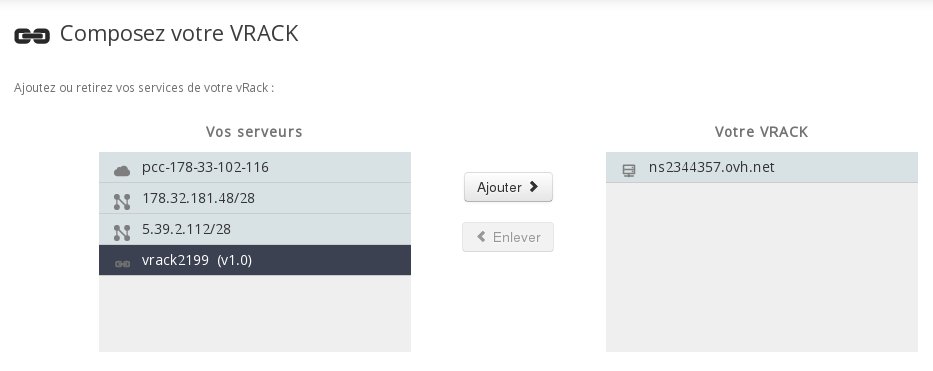 Composez votre VRACK
Ajoutez ou retirez vos services de votre vRack :
Vos serveurs
pcc-178-33-102-116
178.32.181.48/28
5.39.2.112/28
vrack2199 (v1.0)
Ajouter
Enlever
Votre VRACK
ns2344357.ovh.net